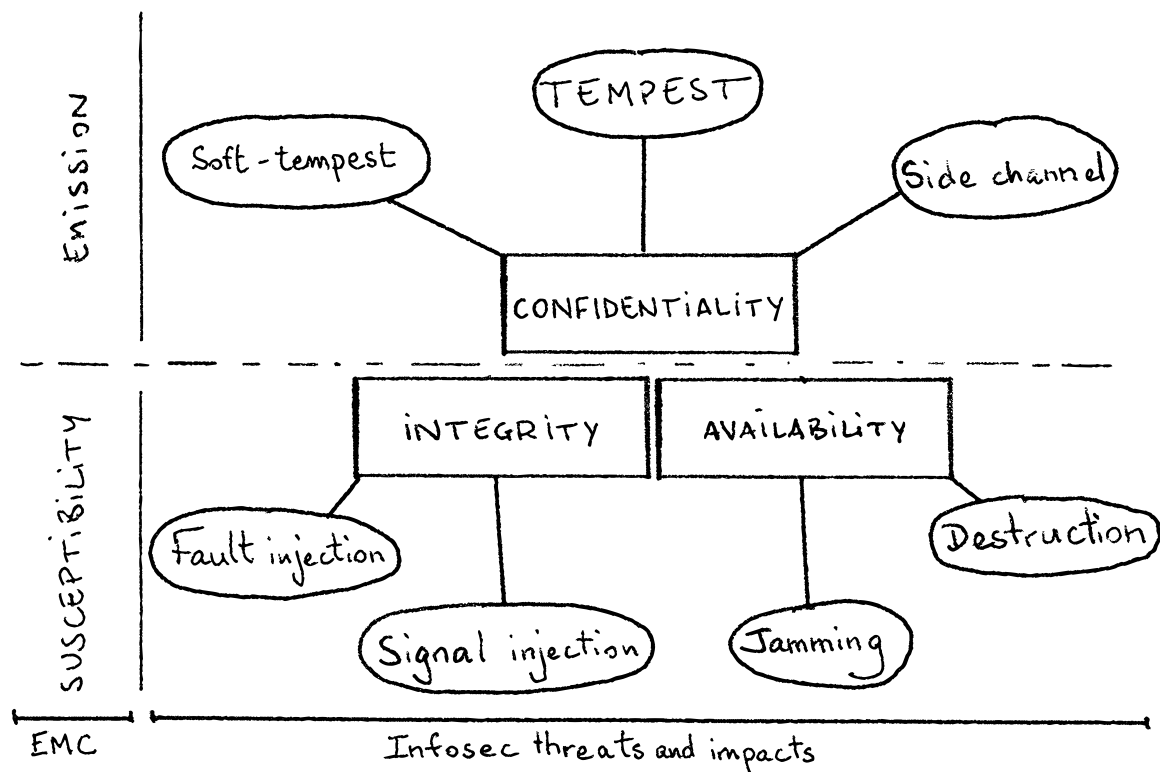 EMISSION
TEMPEST
Soft-tempest
Side channel
CONFIDENTIALITY
SUSCEPTIBILITY
INTEGRITY
AVAILABILITY
Fault injection
Destruction
Signal injection
Jamming
EMC
Infosec threats and impacts